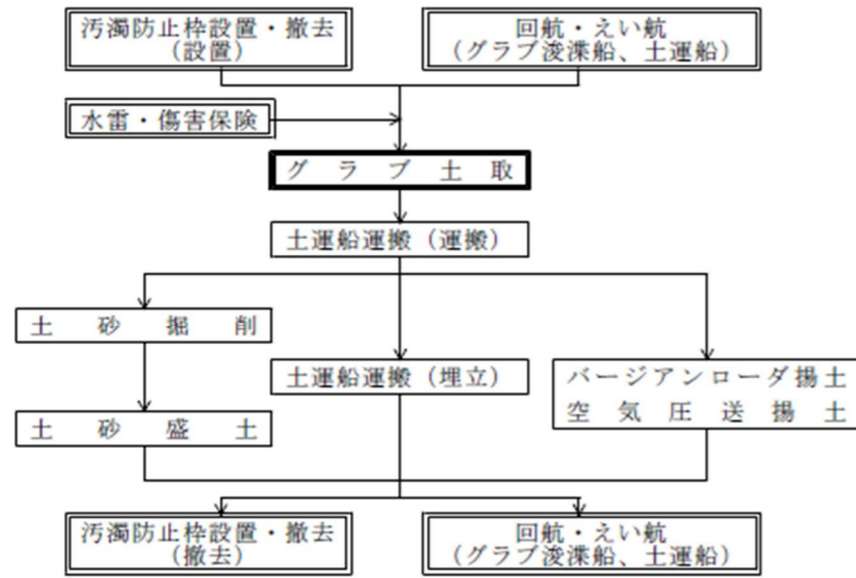 汚濁防止枠設置・撤去
(設置)
回航・えい航
(グラブ浚渫船、土運船)
水雷・傷害保険
グラブ土取
土運船運搬(運搬)
土砂掘削
土運船運搬(埋立)
バージアンローダ揚土
空気圧送揚土
土砂盛土
汚濁防止枠設置・撤去
(撤去)
回航・えい航
(グラブ浚渫船、土運船)